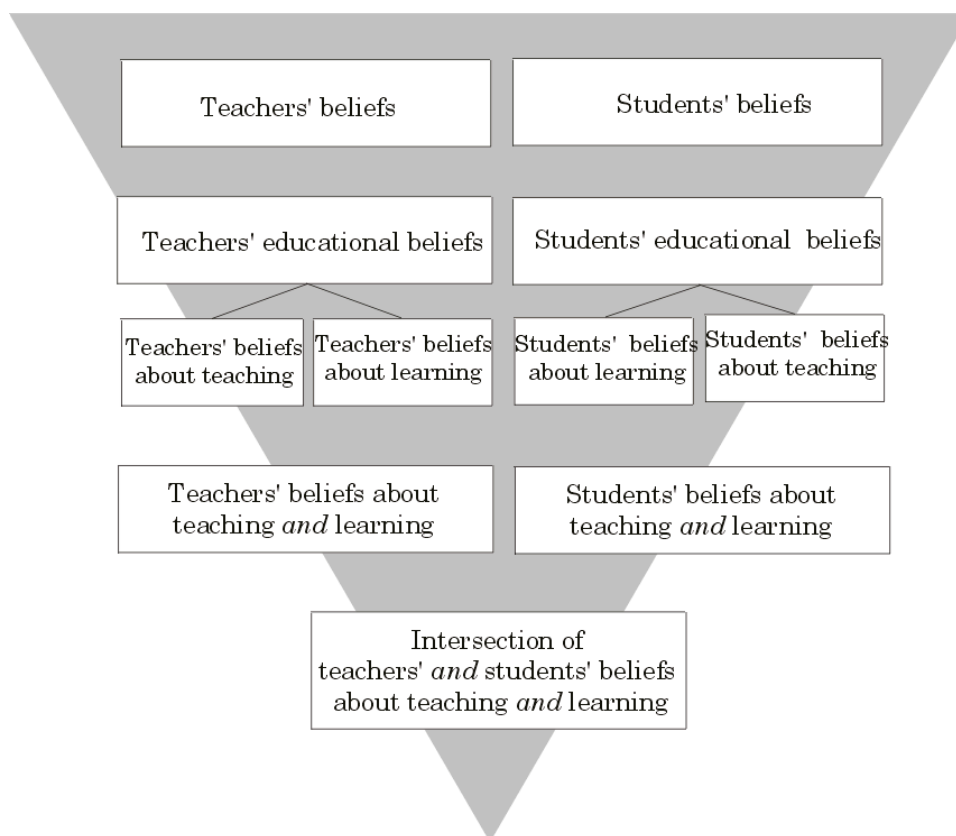 Teachers' beliefs
Students' beliefs
Teachers' educational beliefs
Students' educational beliefs
Teachers' beliefs
about teaching
Teachers' beliefs
about learning
Students' beliefs
about learning
Students' beliefs
about teaching
Teachers' beliefs about
teaching and learning
Students' beliefs about
teaching and learning
Intersection of
teachers' and students' beliefs
about teaching and learning